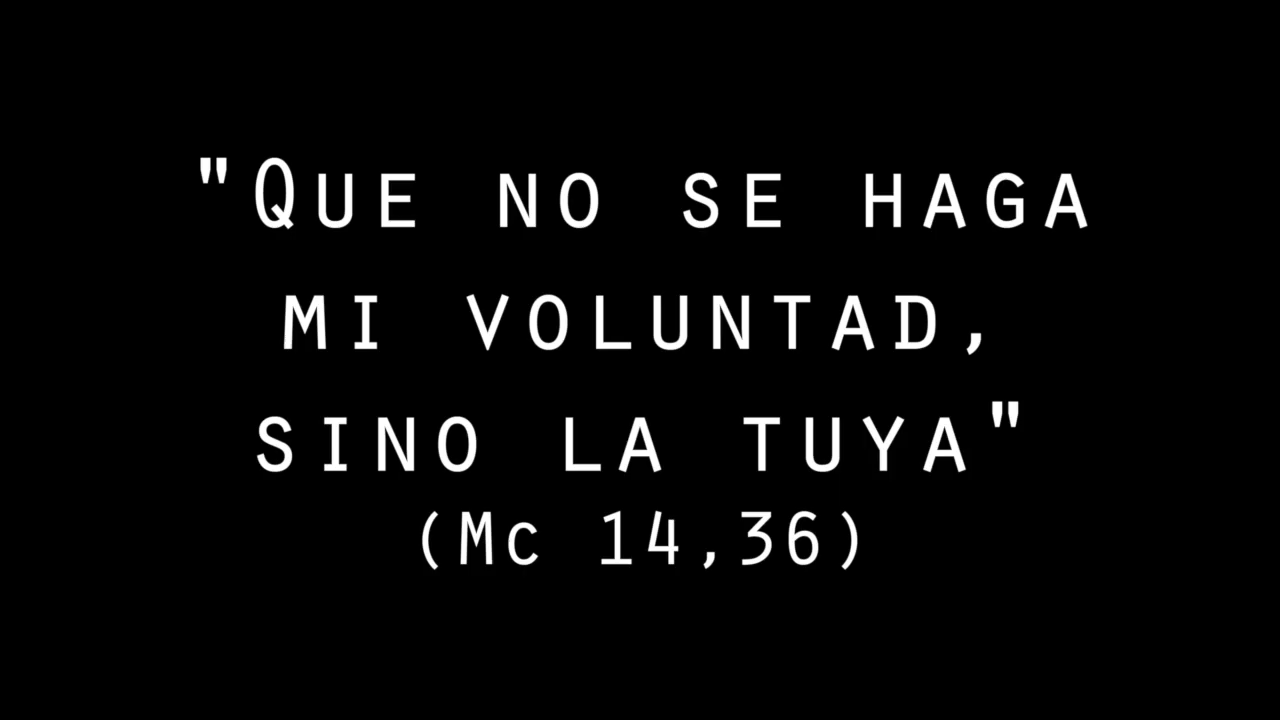 "Que no se haga
mi voluntad,
sino la tuya"
(Mc 14,36)